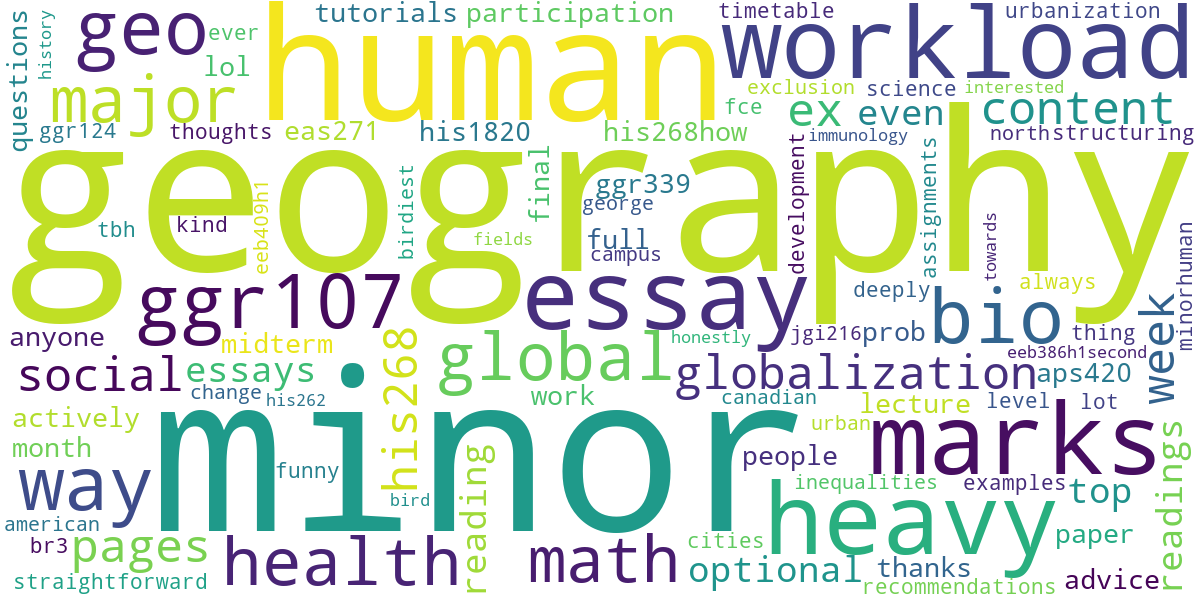 questions
history
geo
ever
lol
tutorials
participation
human
timetable
urbanization
workload
major
exclusion
science
interested
fce
ex
even
content
ggr124
thoughts
eas271
his1820
his268how
immunology
northstructuring
geography
development
assignments
final
ggr339
george
eeb409h1
birdiest
tbh
kind
fields
full
campus
towards
minorhuman
ggr107
essay
deeply
always
bio
week
anyone
midterm
his268
global
honestly
jgi216
prob
thing
eeb386h1second
social
essays
globalization
aps420
change
his262
work
canadian
lecture
level
lot
actively
minor
urban
marks
month
way
funny
reading
people
readings
bird
inequalities
examples
top
american
heavy
br3
pages
health
math
cities
paper
optional
thanks
straightforward
recommendations
advice